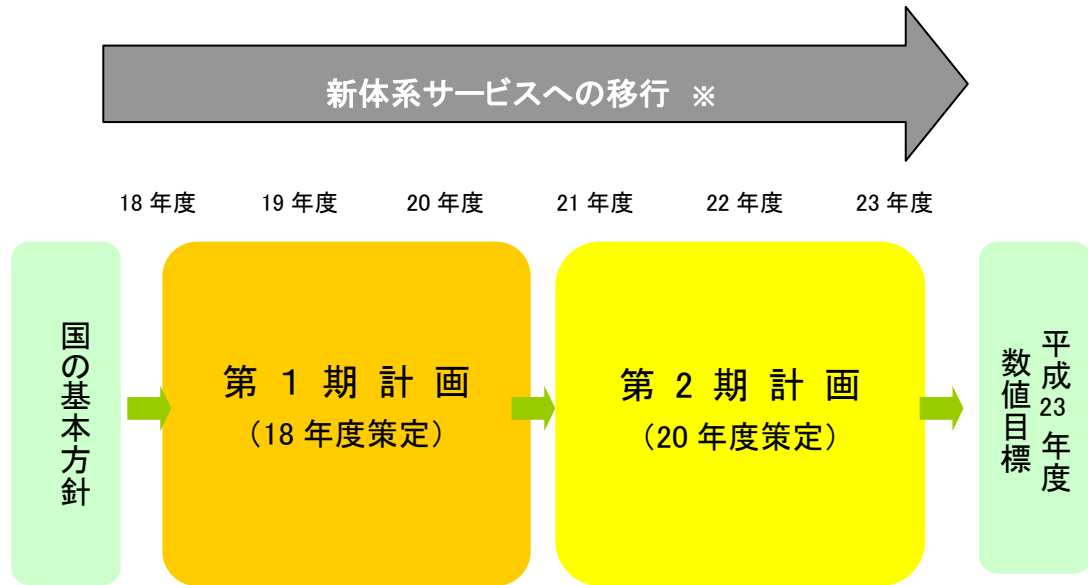 新体系サービスへの移行 ※
18 年度 19 年度 20 年度 21 年度 22 年度 23 年度
国の基本方針
第 1 期 計 画
（18 年度策定）
第 2 期 計 画
（20 年度策定）
平成 23 年度
数値目標